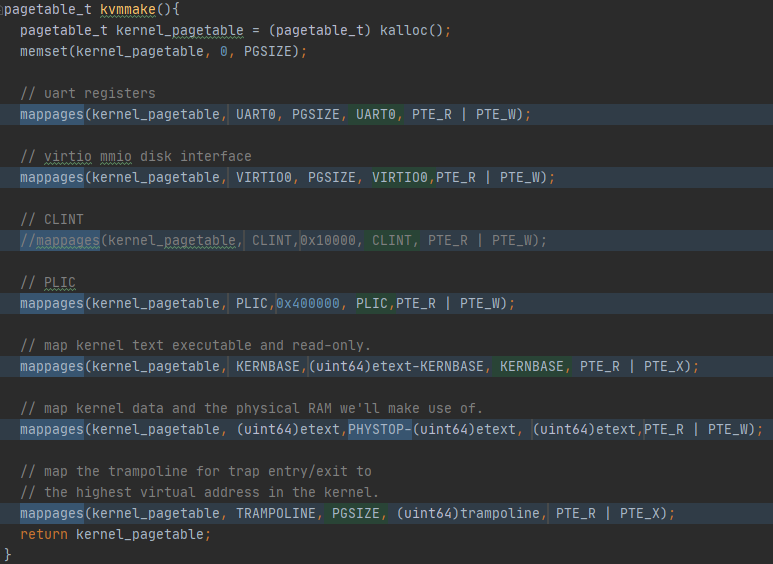 pagetable_t kvmmake(){
pagetable_t kernel_pagetable = (pagetable_t) kalloc();
memset(kernel_pagetable, 0, PGSIZE);
// uart registers
mappages(kernel_pagetable, UART0, PGSIZE, UART0, PTE_R | PTE_W);
// virtio mmio disk interface
mappages(kernel_pagetable, VIRTIO0, PGSIZE, VIRTIO0,PTE_R | PTE_W);
// CLINT
//mappages(kernel_pagetable, CLINT,0x10000, CLINT, PTE_R | PTE_W);
// PLIC
mappages(kernel_pagetable, PLIC,0x400000, PLIC,PTE_R | PTE_W);
// map kernel text executable and read-only.
mappages(kernel_pagetable, KERNBASE,(uint64)etext-KERNBASE, KERNBASE, PTE_R | PTE_X);
// map kernel data and the physical RAM we'll make use of.
mappages(kernel_pagetable, (uint64)etext,PHYSTOP-(uint64)etext, (uint64)etext,PTE_R | PTE_W);
// map the trampoline for trap entry/exit to
// the highest virtual address in the kernel.
mappages(kernel_pagetable, TRAMPOLINE, PGSIZE, (uint64)trampoline, PTE_R | PTE_X);
return kernel_pagetable;
}